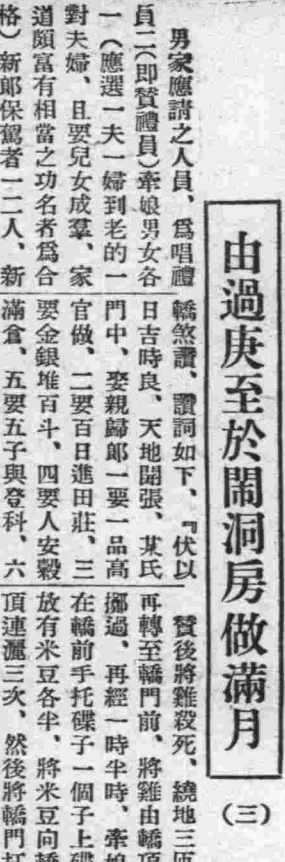 由過庚至於鬧洞房做滿月
(三)
男家應請之人員、爲唱禮
員二(即贊禮員)牽娘男女各
一(應選一夫一婦到老的一
對夫婦、且要兒女成羣、家
道頗富有相當之功名者爲合
格)新郎保駕者一二人、新
轎煞讚、讚詞如下、『伏以
日吉時良、天地開張、某氏
門中、娶親歸郎一要一品高
官做、二要百日進田莊、三
要金銀堆百斗、四要人安穀
滿倉、五要五子與登科、六
贊後將雞殺死、繞地三匝
再轉至轎門前、將雞由轎頂
擲過、再經一時半時、牽娘
在轎前手托碟子一個子上碟
放有米豆各半、將米豆向轎
頂連灑三次、然後將轎門打